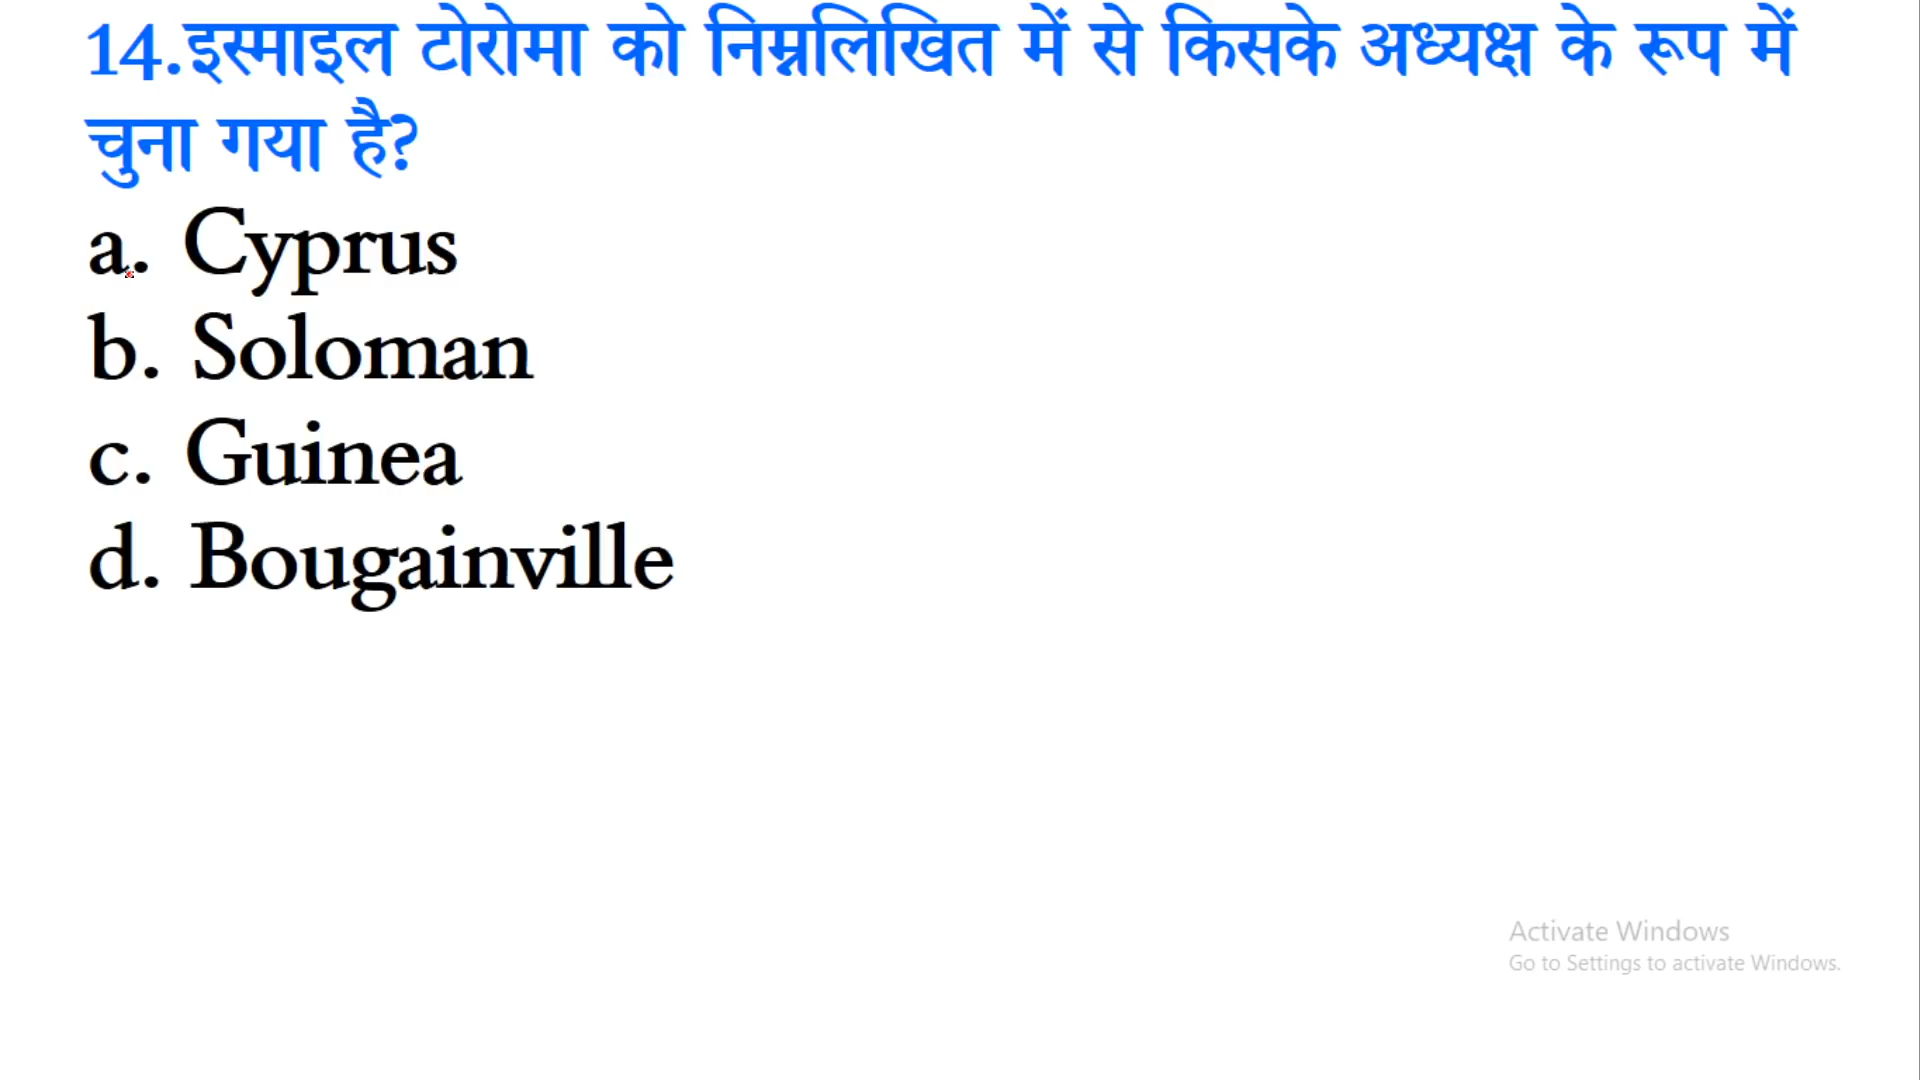 14.इस्माइल टोरोमा को निम्नलिखित में से किसके अध्यक्ष के रूप में
चुना गया है?
a. Cyprus
b. Soloman
c. Guinea
d. Bougainville
Activate Windows
Go to Settings to activate Windows.